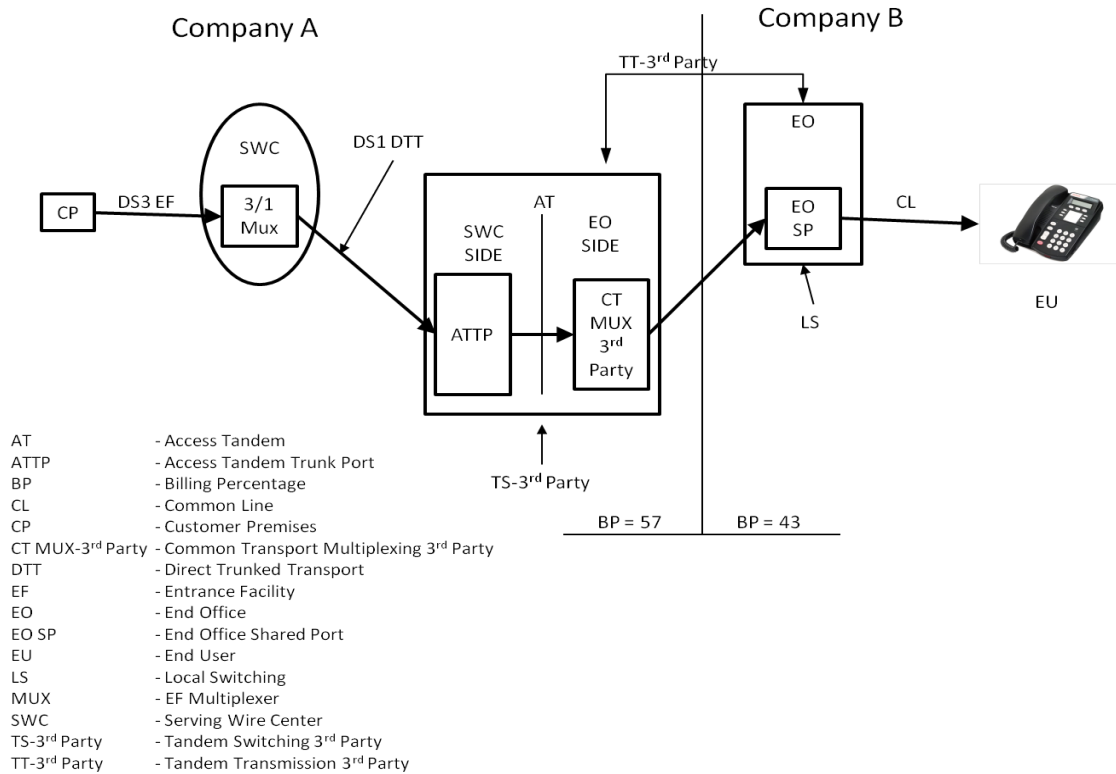 Company A
Company B
TT-3rd Party
SWC
DS1 DTT
EO
CP
DS3 EF
3/1
Mux
AT
SWC
SIDE
EO
SIDE
EO
SP
CL
ATTP
CT
MUX
3rd
Party
LS
EU
TS-3rd Party
BP = 57
BP = 43
AT - Access Tandem
ATTP - Access Tandem Trunk Port
BP - Billing Percentage
CL - Common Line
CP - Customer Premises
CT MUX-3rd Party - Common Transport Multiplexing 3rd Party
DTT - Direct Trunked Transport
EF - Entrance Facility
EO - End Office
EO SP - End Office Shared Port
EU - End User
LS - Local Switching
MUX - EF Multiplexer
SWC - Serving Wire Center
TS-3rd Party - Tandem Switching 3rd Party
TT-3rd Party - Tandem Transmission 3rd Party